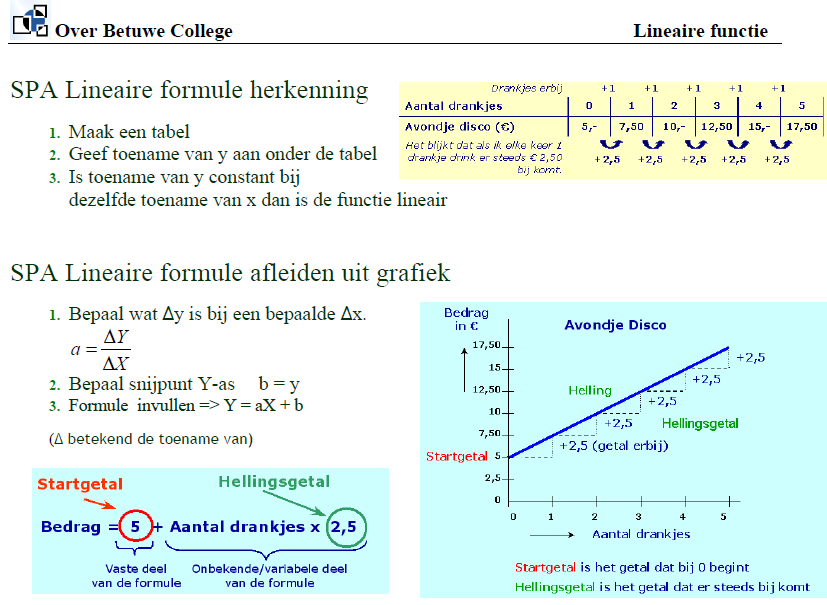 Over Betuwe College
Lineaire functie
SPA Lineaire formule herkenning
1. Maak een tabel
2. Geef toename van y aan onder de tabel
3. Is toename van y constant bij
dezelfde toename van x dan is de functie lineair
Drankjes erbij +1 +1 +1 +1 +1
Aantal drankjes 0 1 2 3 4 5
Avondje disco (€) 5,- 7,50 10,- 12,50 15,- 17,50
Het blijkt dat als ik elke keer 1
drankje drink er steeds € 2,50
bij komt.
+2,5 +2,5 +2,5 +2,5 +2,5
SPA Lineaire formule afleiden uit grafiek
1. Bepaal wat Δy is bij een bepaalde Δx.
a = ΔY
ΔX
2. Bepaal snijpunt Y-as b = y
3. Formule invullen => Y = aX + b
(Δ betekend de toename van)
Startgetal
Hellingsgetal
Bedrag = 5 + Aantal drankjes x 2,5
Vaste deel
van de formule
Onbekende/variabele deel
van de formule
Bedrag
in €
Avondje Disco
17,50
15
12,50
10
7,50
Startgetal 5
2,5
0
Helling
Hellingsgetal
+2,5 (getal erbij)
+2,5
+2,5
+2,5
+2,5
0 1 2 3 4 5
Aantal drankjes
Startgetal is het getal dat bij 0 begint
Hellingsgetal is het getal dat er steeds bij komt